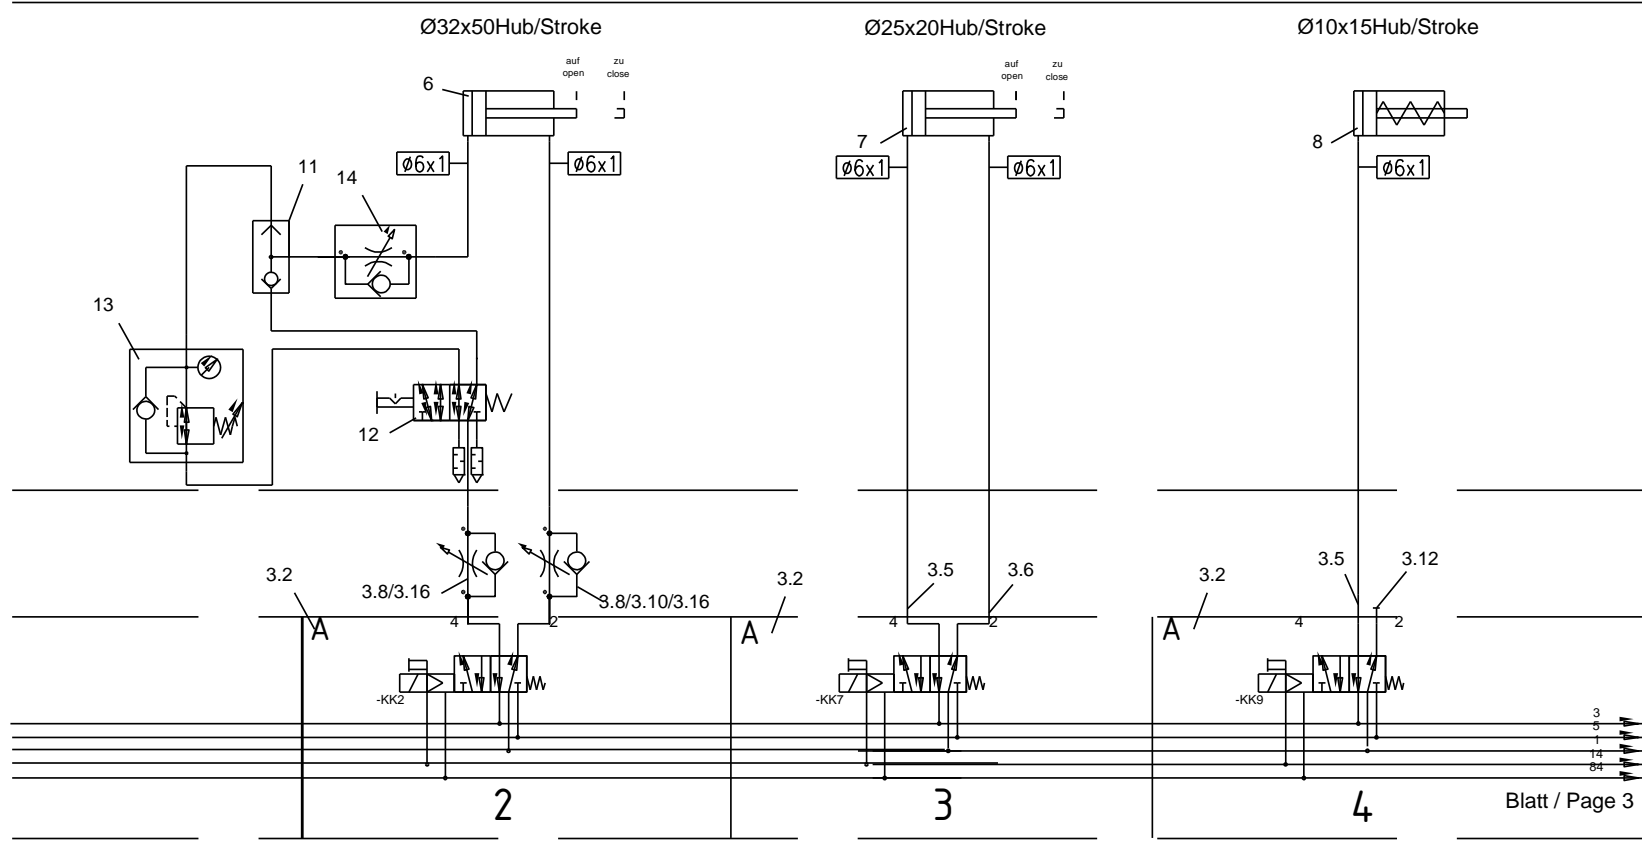 Ø32x50Hub/Stroke
Ø25x20Hub/Stroke
Ø10x15Hub/Stroke
auf
open
zu
close
auf
open
zu
close
6
7
8
Ø6x1
Ø6x1
Ø6x1
Ø6x1
Ø6x1
11
14
13
12
3.2
3.8/3.16
3.8/3.10/3.16
3.2
3.5
3.6
3.2
3.5
3.12
A
4
2
A
4
2
A
4
2
-KK2
-KK7
-KK9
3
5
1
14
84
2
3
4
Blatt / Page 3